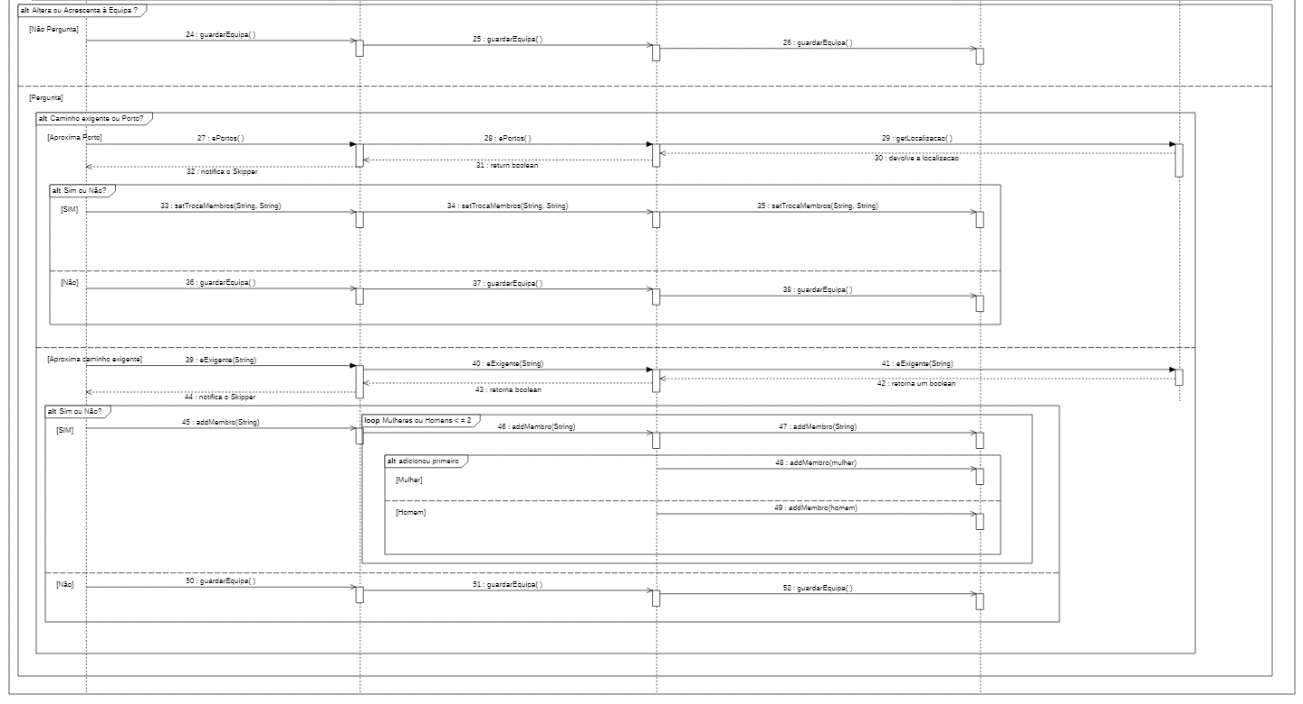 alt Altera ou Acrescenta à Equipa ?
[Não Pergunta]
24 : guardarEquipa( )
25 : guardarEquipa( )
26 : guardarEquipa( )
[Pergunta]
alt Caminho exigente ou Porto?
[Aproxima Porto]
27 : ePortos( )
28 : ePortos( )
29 : getLocalizacao( )
30 : devolve a localizacao
31 : return boolean
32 : notifica o Skipper
alt Sim ou Não?
[SIM]
33 : setTrocaMembros(String, String)
34 : setTrocaMembros(String, String)
35 : setTrocaMembros(String, String)
[Não]
36 : guardarEquipa( )
37 : guardarEquipa( )
38 : guardarEquipa( )
[Aproxima caminho exigente]
39 : eExigente(String)
40 : eExigente(String)
41 : eExigente(String)
42 : retorna um boolean
43 : retorna boolean
44 : notifica o Skipper
alt Sim ou Não?
[SIM]
45 : addMembro(String)
loop Mulheres ou Homens < = 2
46 : addMembro(String)
47 : addMembro(String)
alt adicionou primeiro
48 : addMembro(mulher)
[Mulher]
49 : addMembro(homem)
[Homem]
[Não]
50 : guardarEquipa( )
51 : guardarEquipa( )
52 : guardarEquipa( )